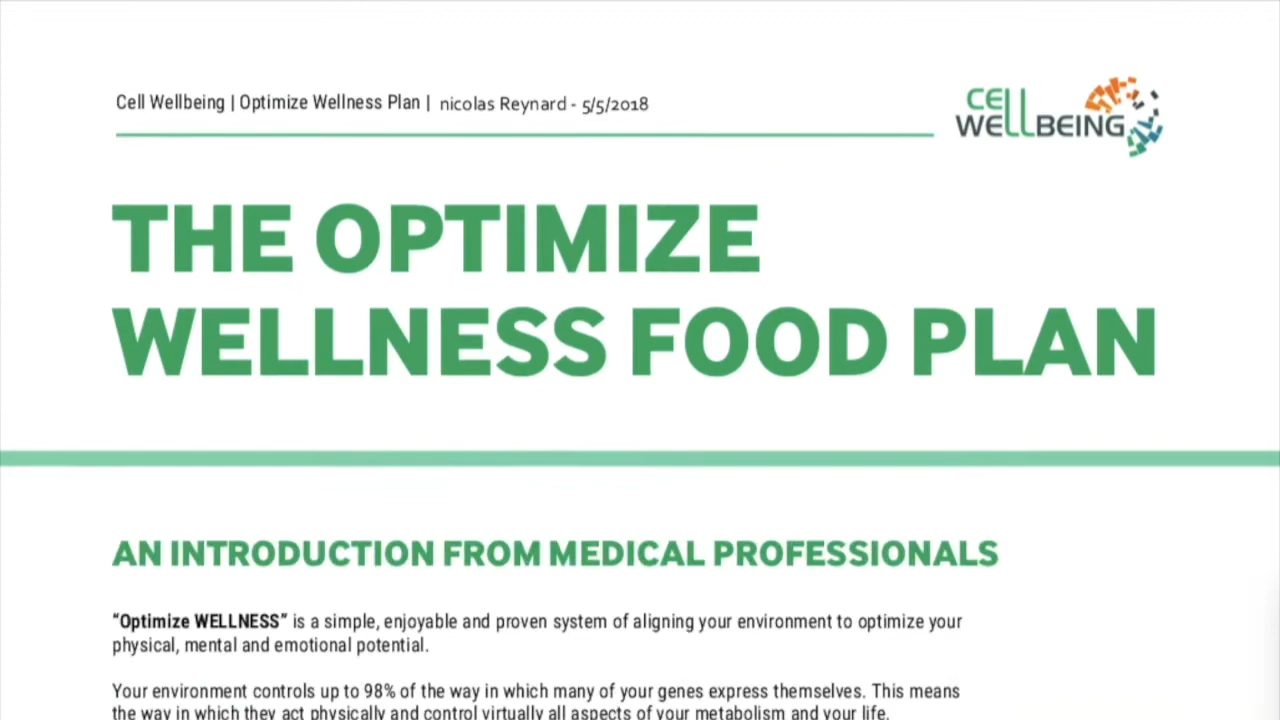 Cell Wellbeing | Optimize Wellness Plan | nicolas Reynard - 5/5/2018
CELL
WELLBEING
THE OPTIMIZE
WELLNESS FOOD PLAN
AN INTRODUCTION FROM MEDICAL PROFESSIONALS
“Optimize WELLNESS” is a simple, enjoyable and proven system of aligning your environment to optimize your
physical, mental and emotional potential.
Your environment controls up to 98% of the way in which many of your genes express themselves. This means
the way in which they act physically and control virtually all aspects of your metabolism and your life.